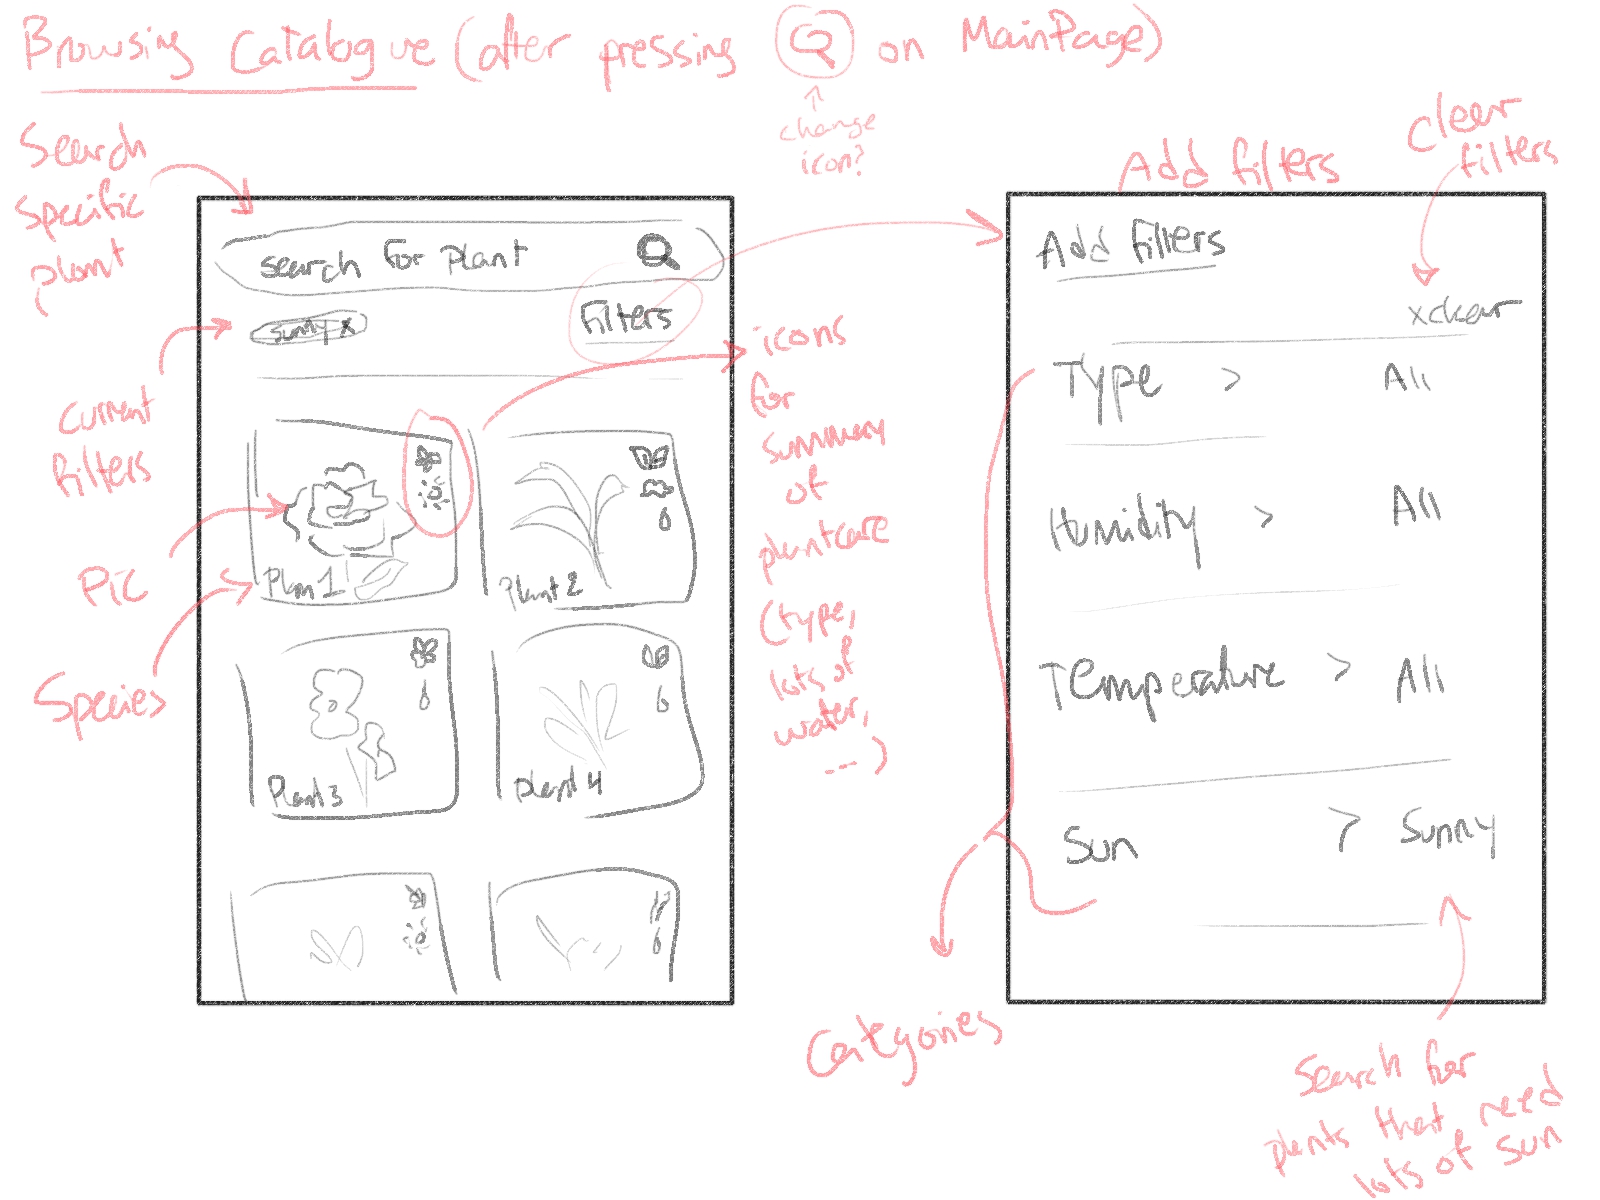 Browsing Catalogue (after pressing on MainPage)
change
icon?
Search
specific
plant
search for plant
sunny x
Filters
current
filters
Pic
Species
Plan 1
Plant 2
Plant 3
plant 4
icons
for
summary
of
plantcare
(type,
lots of
water,
---)
Add filters
clear
filters
Add Filters
x clear
Type > All
Humidity > All
Temperature > All
Sun > Sunny
Categories
Search for
plants that need
lots of sun